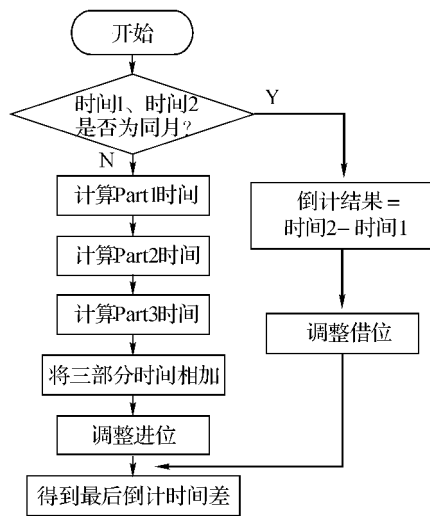 开始
时间1、时间2
是否为同月?
Y
N
计算Part1时间
计算Part2时间
计算Part3时间
将三部分时间相加
调整进位
倒计结果=
时间2-时间1
调整借位
得到最后倒计时间差